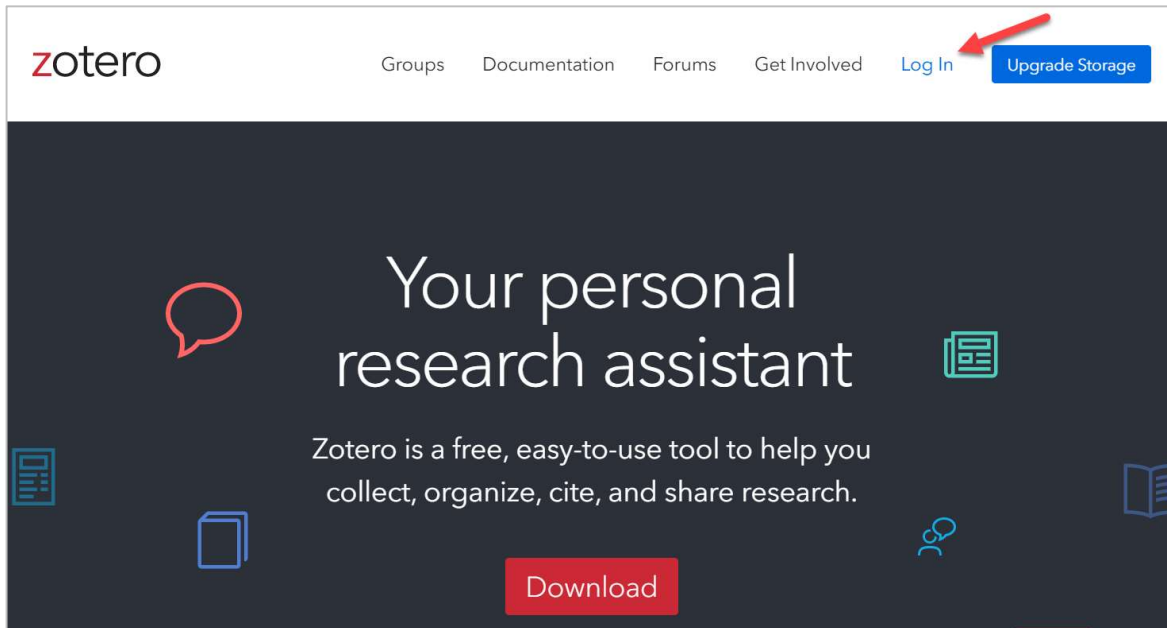 zotero
Groups Documentation Forums Get Involved Log In Upgrade Storage
Your personal
research assistant
Zotero is a free, easy-to-use tool to help you
collect, organize, cite, and share research.
Download